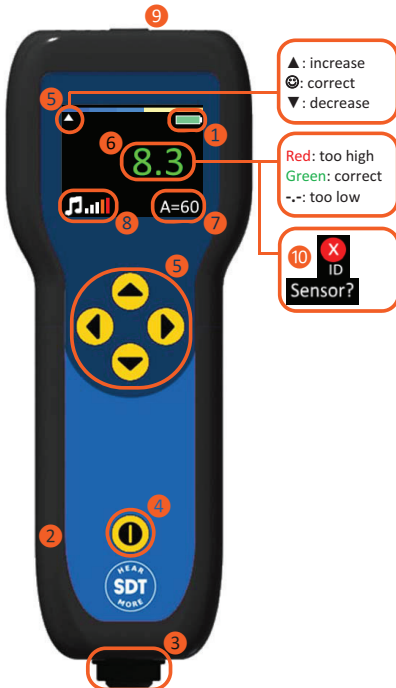 9
▲: increase
☺: correct
▼: decrease
5
1
6
8.3
Red: too high
Green: correct
-.-: too low
8
A=60
7
10
X
ID
Sensor?
5
4
2
HEAR
SDT
MORE
3